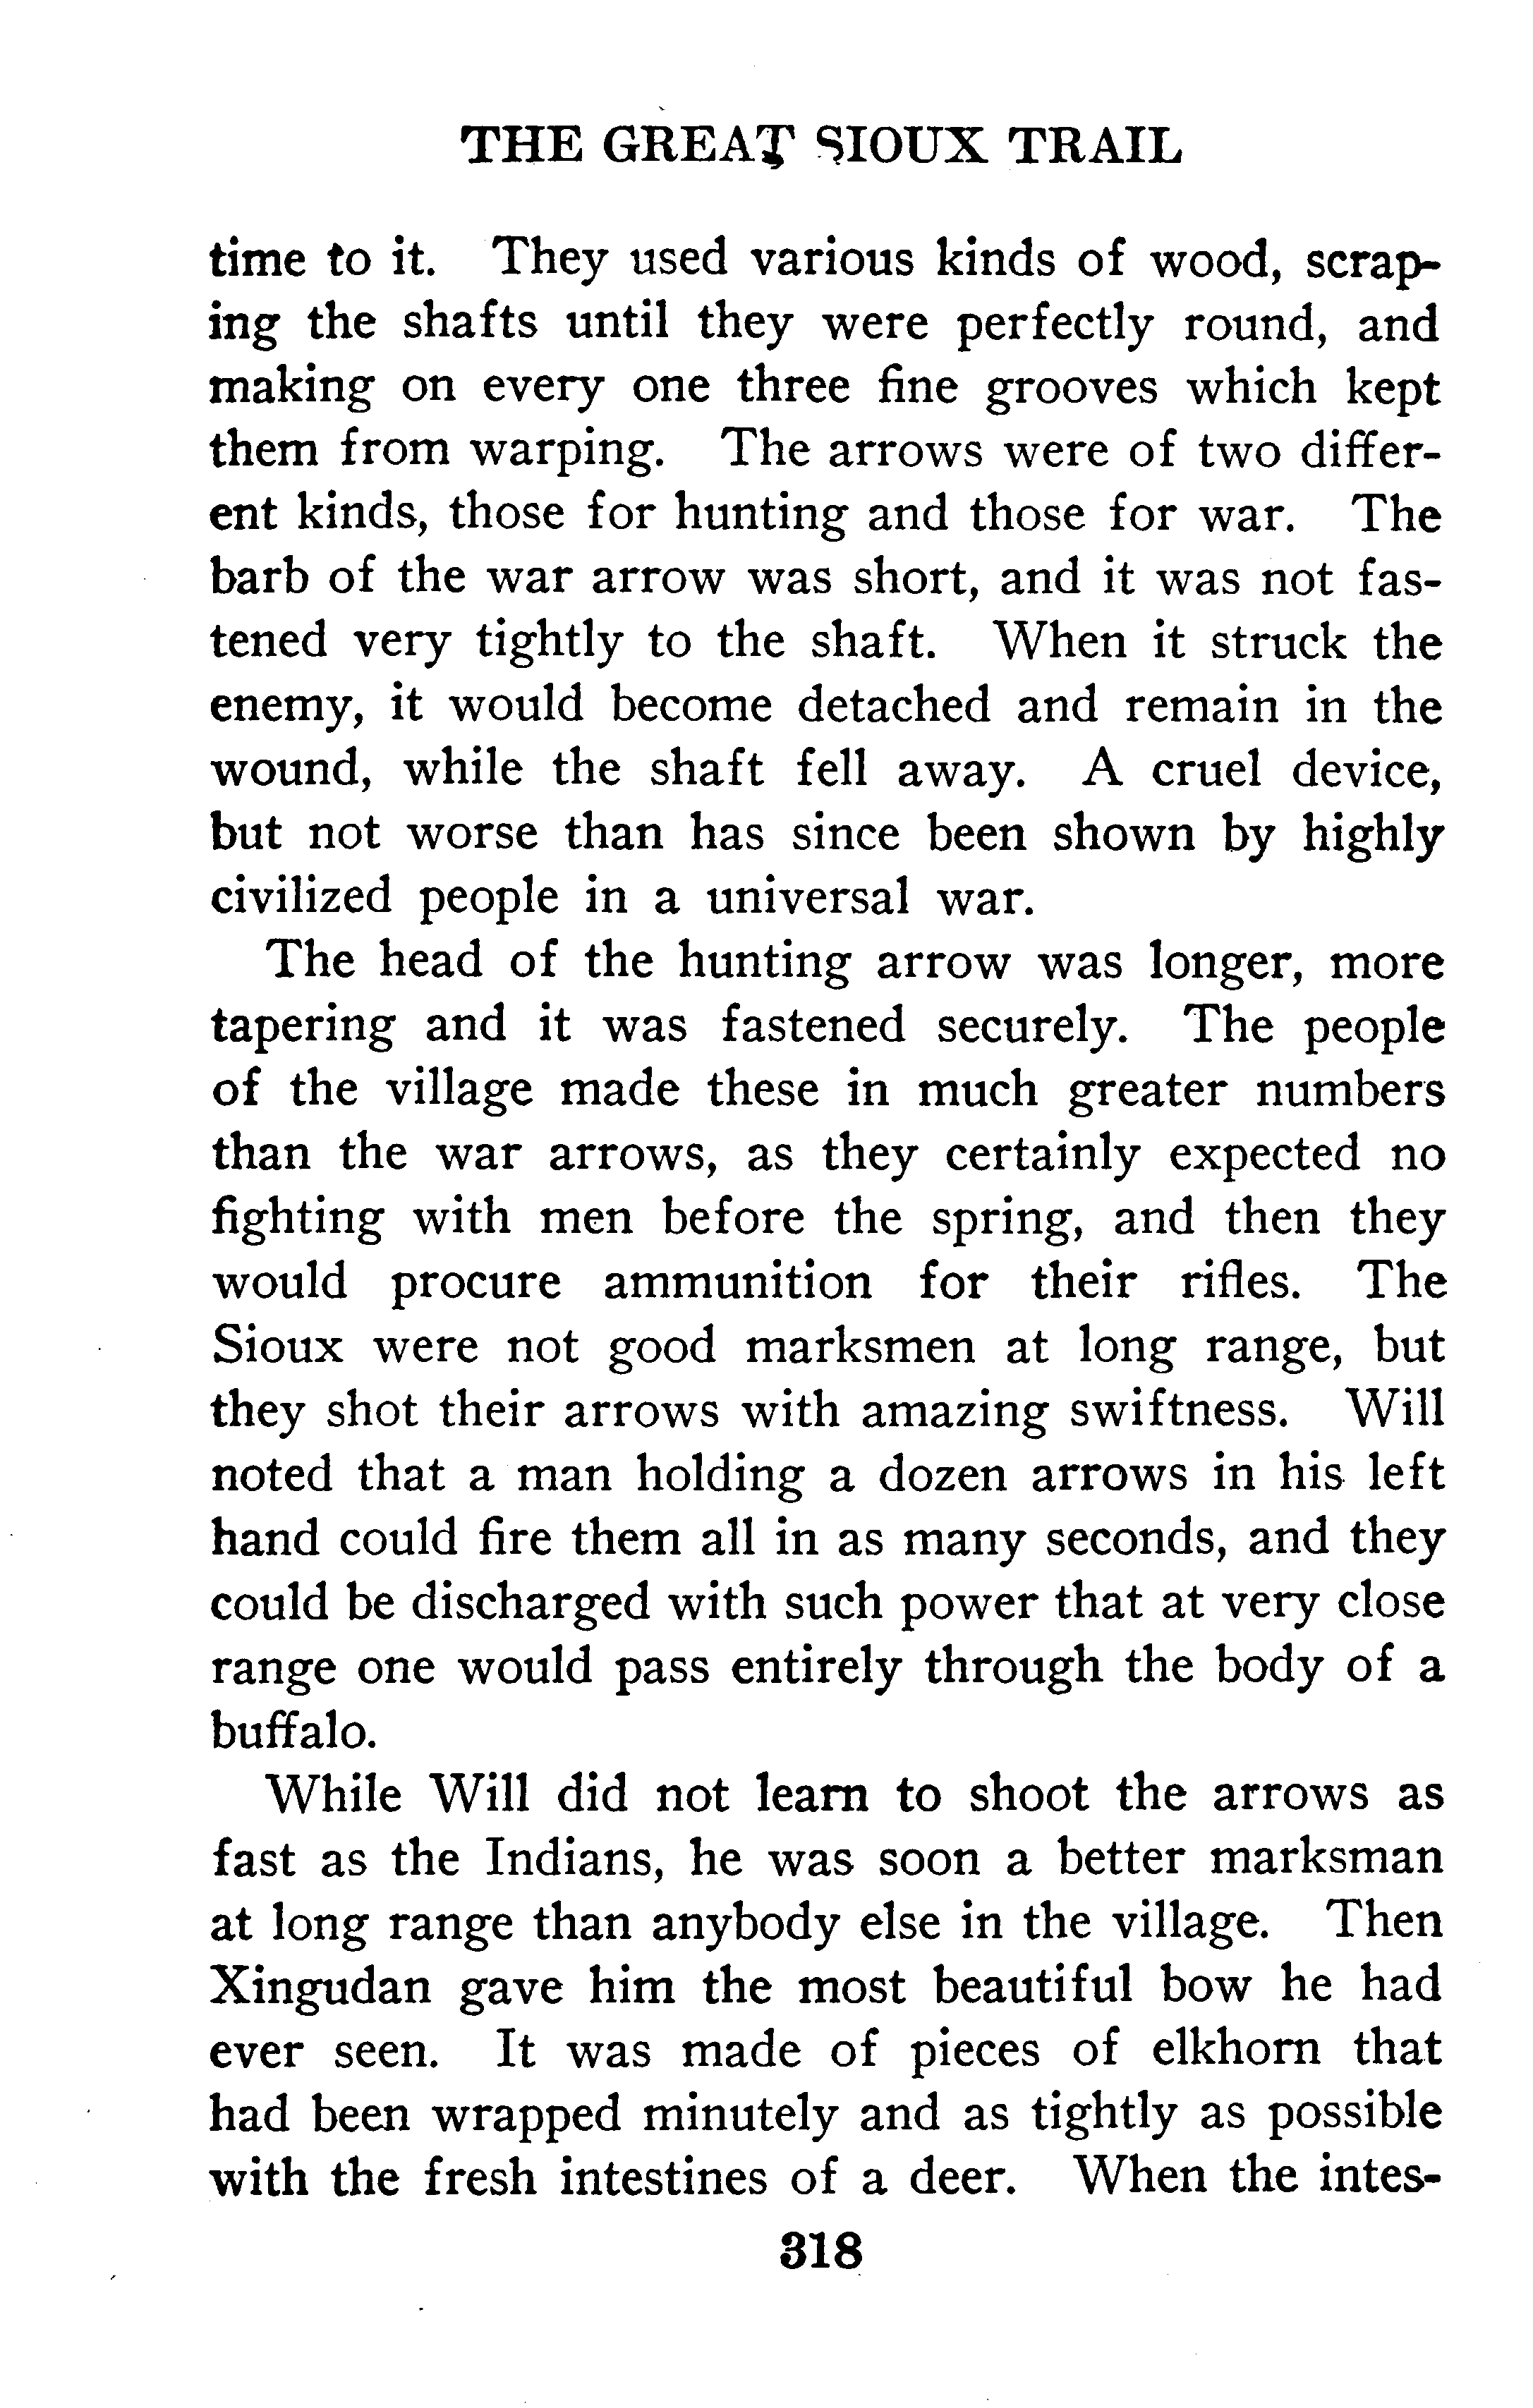 THE GREAT SIOUX TRAIL
time to it. They used various kinds of wood, scrap-
ing the shafts until they were perfectly round, and
making on every one three fine grooves which kept
them from warping. The arrows were of two differ-
ent kinds, those for hunting and those for war. The
barb of the war arrow was short, and it was not fas-
tened very tightly to the shaft. When it struck the
enemy, it would become detached and remain in the
wound, while the shaft fell away. A cruel device,
but not worse than has since been shown by highly
civilized people in a universal war.
The head of the hunting arrow was longer, more
tapering and it was fastened securely. The people
of the village made these in much greater numbers
than the war arrows, as they certainly expected no
fighting with men before the spring, and then they
would procure ammunition for their rifles. The
Sioux were not good marksmen at long range, but
they shot their arrows with amazing swiftness. Will
noted that a man holding a dozen arrows in his left
hand could fire them all in as many seconds, and they
could be discharged with such power that at very close
range one would pass entirely through the body of a
buffalo.
While Will did not learn to shoot the arrows as
fast as the Indians, he was soon a better marksman
at long range than anybody else in the village. Then
Xingudan gave him the most beautiful bow he had
ever seen. It was made of pieces of elkhorn that
had been wrapped minutely and as tightly as possible
with the fresh intestines of a deer. When the intes-
318